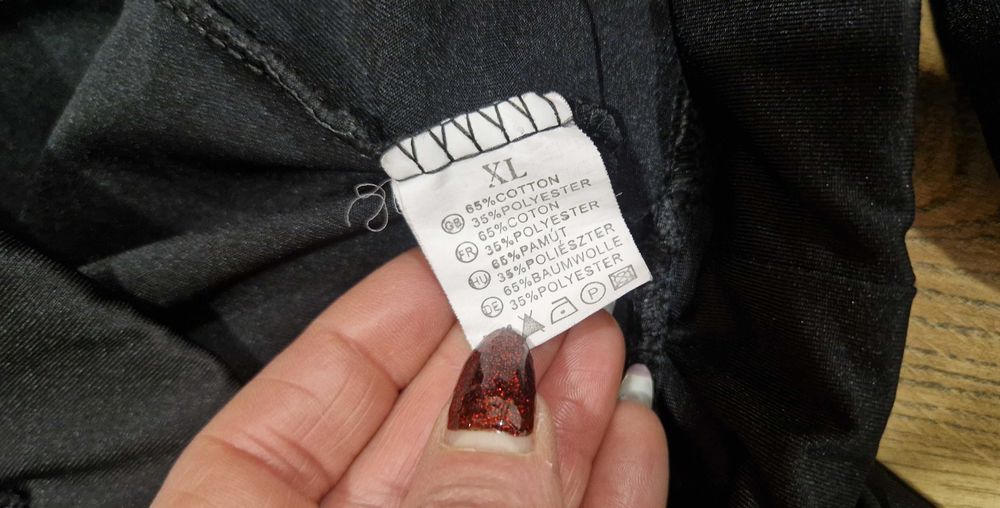 XL
65%COTTON
GB 35%POLYESTER
65%COTON
FR 35%POLYESTER
65%PAMÚT
HU 35%POLIÉSZTER
65%BAUMWOLLE
DE 35%POLYESTER
P